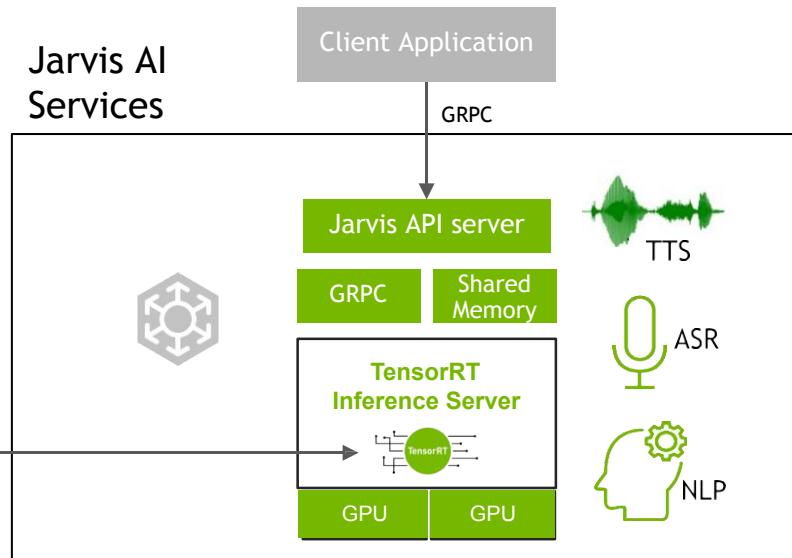 Client Application
Jarvis AI
Services
GRPC
Jarvis API server
TTS
GRPC
Shared
Memory
ASR
TensorRT
Inference Server
TensorRT
NLP
GPU
GPU